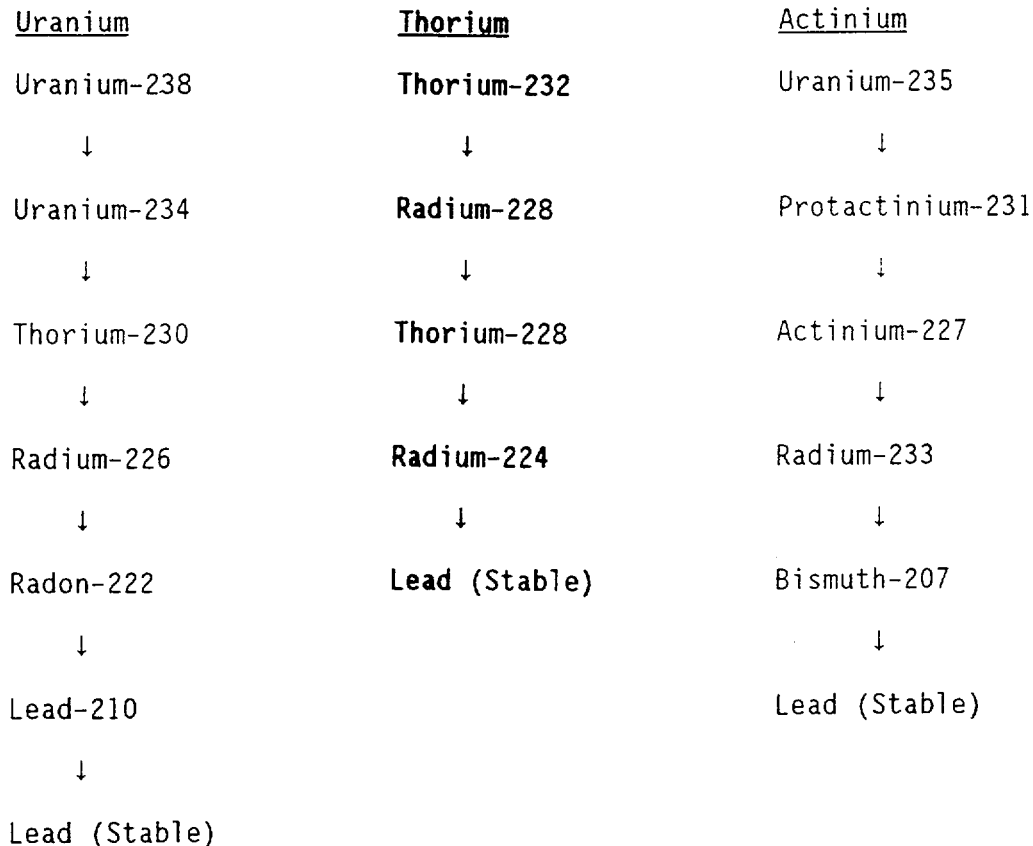 Uranium
Uranium-238
↓
Uranium-234
↓
Thorium-230
↓
Radium-226
↓
Radon-222
↓
Lead-210
↓
Lead (Stable)
Thorium
Thorium-232
↓
Radium-228
↓
Thorium-228
↓
Radium-224
↓
Lead (Stable)
Actinium
Uranium-235
↓
Protactinium-231
↓
Actinium-227
↓
Radium-233
↓
Bismuth-207
↓
Lead (Stable)